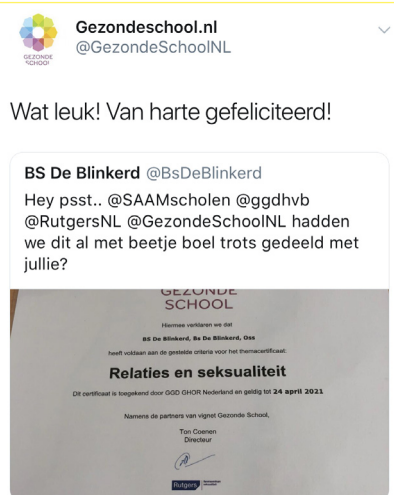 Gezondeschool.nl
@GezondeSchoolNL
GEZONDE
SCHOOL
Wat leuk! Van harte gefeliciteerd!
BS De Blinkerd @BsDeBlinkerd
Hey psst.. @SAAMscholen @ggdhvb
@RutgersNL @GezondeSchoolNL hadden
we dit al met beetje boel trots gedeeld met
jullie?
GEZONDE
SCHOOL
Hiermee verklaren we dat
BS De Blinkerd, Bs De Blinkerd, Oss
heeft voldaan aan de gestelde criteria voor het themacertificaat:
Relaties en seksualiteit
Dit certificaat is toegekend door GGD GHOR Nederland en geldig tot 24 april 2021
Namens de partners van vignet Gezonde School,
Ton Coenen
Directeur
Rutgers